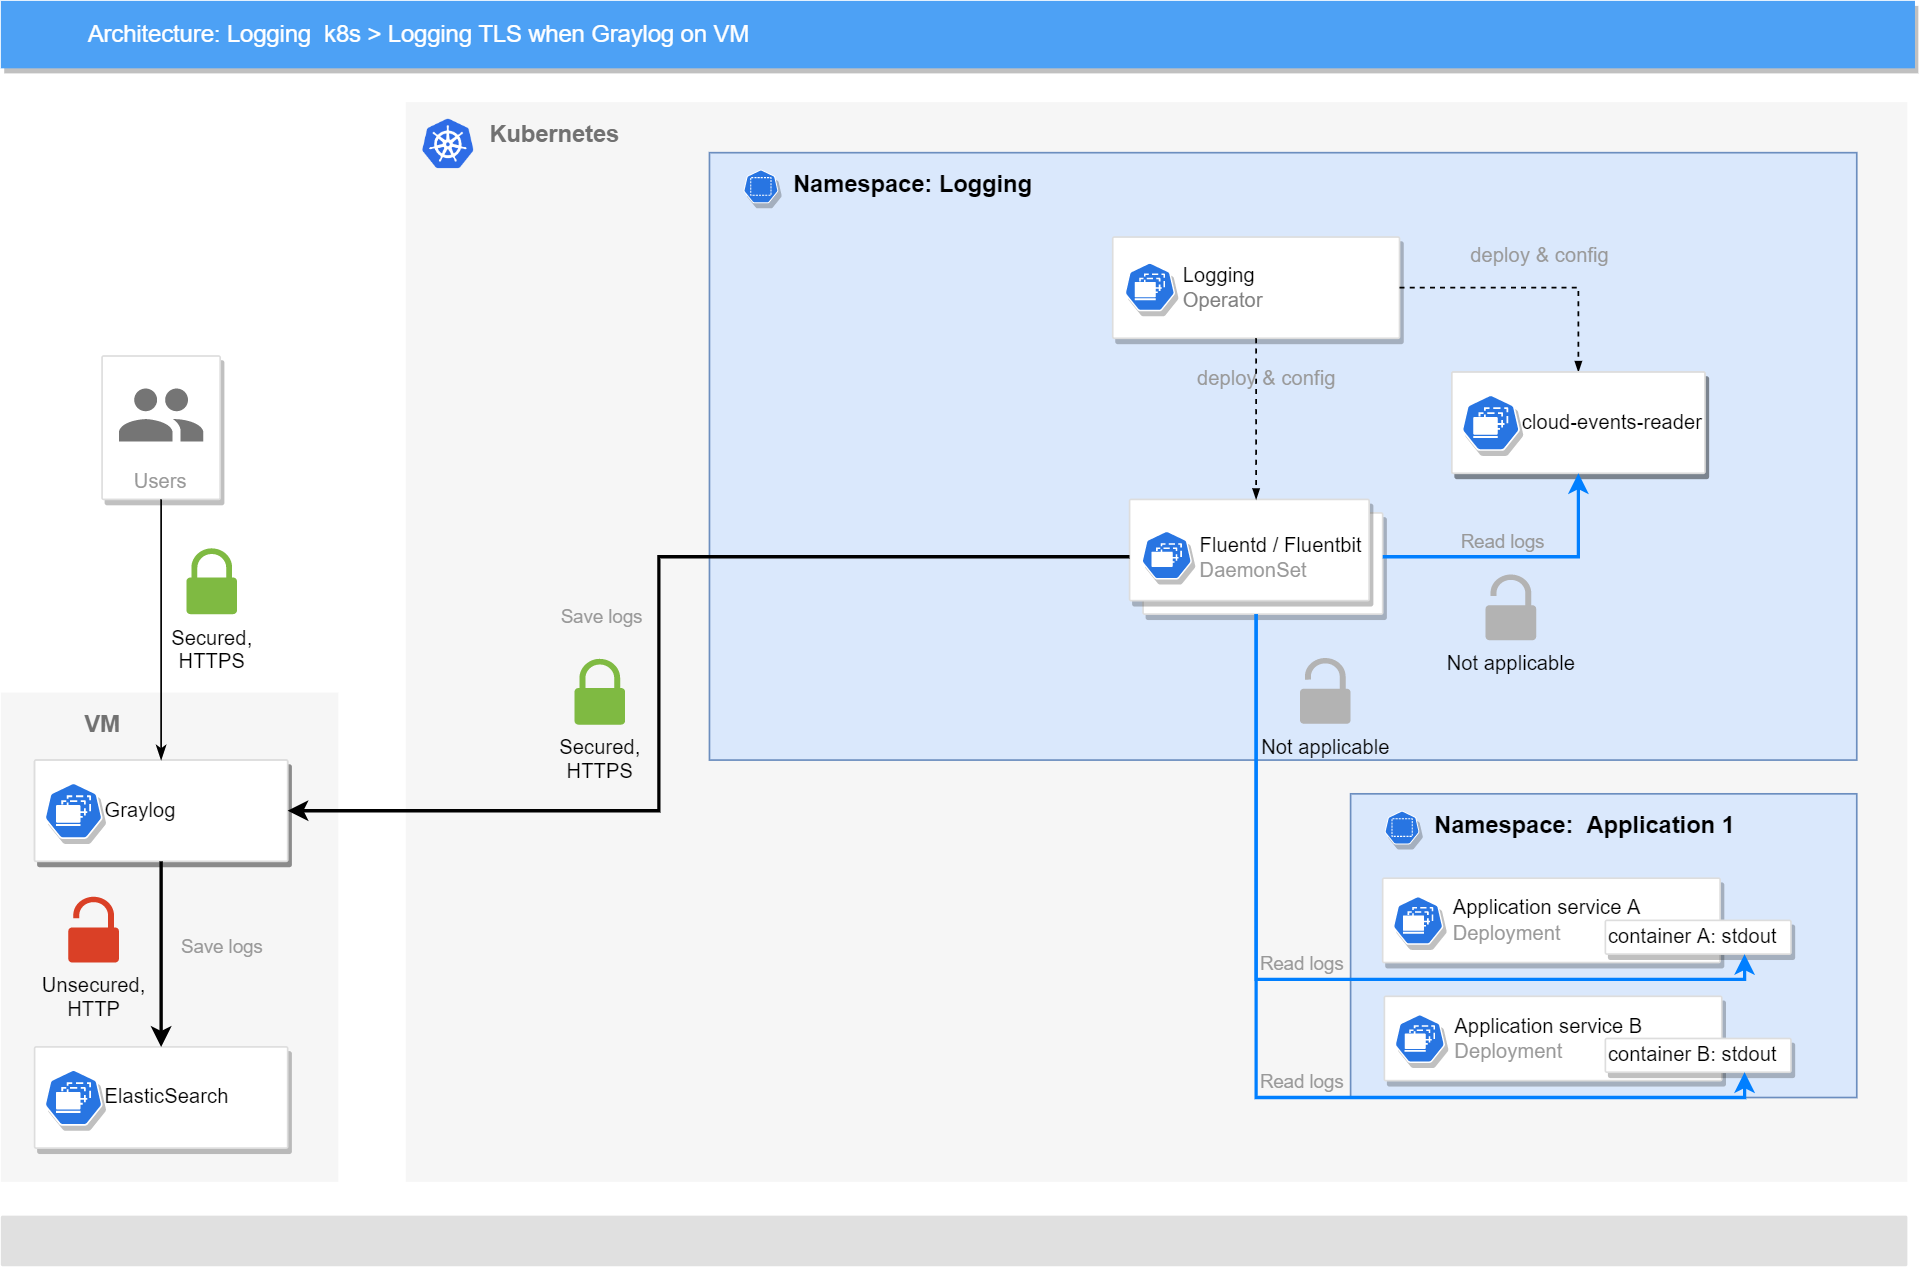 Architecture: Logging  k8s > Logging TLS when Graylog on VM
Kubernetes
Namespace: Logging
Logging
Operator
deploy & config
deploy & config
cloud-events-reader
Users
Fluentd / Fluentbit
DaemonSet
Read logs
Save logs
Secured,
HTTPS
Not applicable
Secured,
HTTPS
Not applicable
VM
Graylog
Namespace:  Application 1
Application service A
Deployment
container A: stdout
Save logs
Read logs
Unsecured,
HTTP
Application service B
Deployment
container B: stdout
Read logs
ElasticSearch